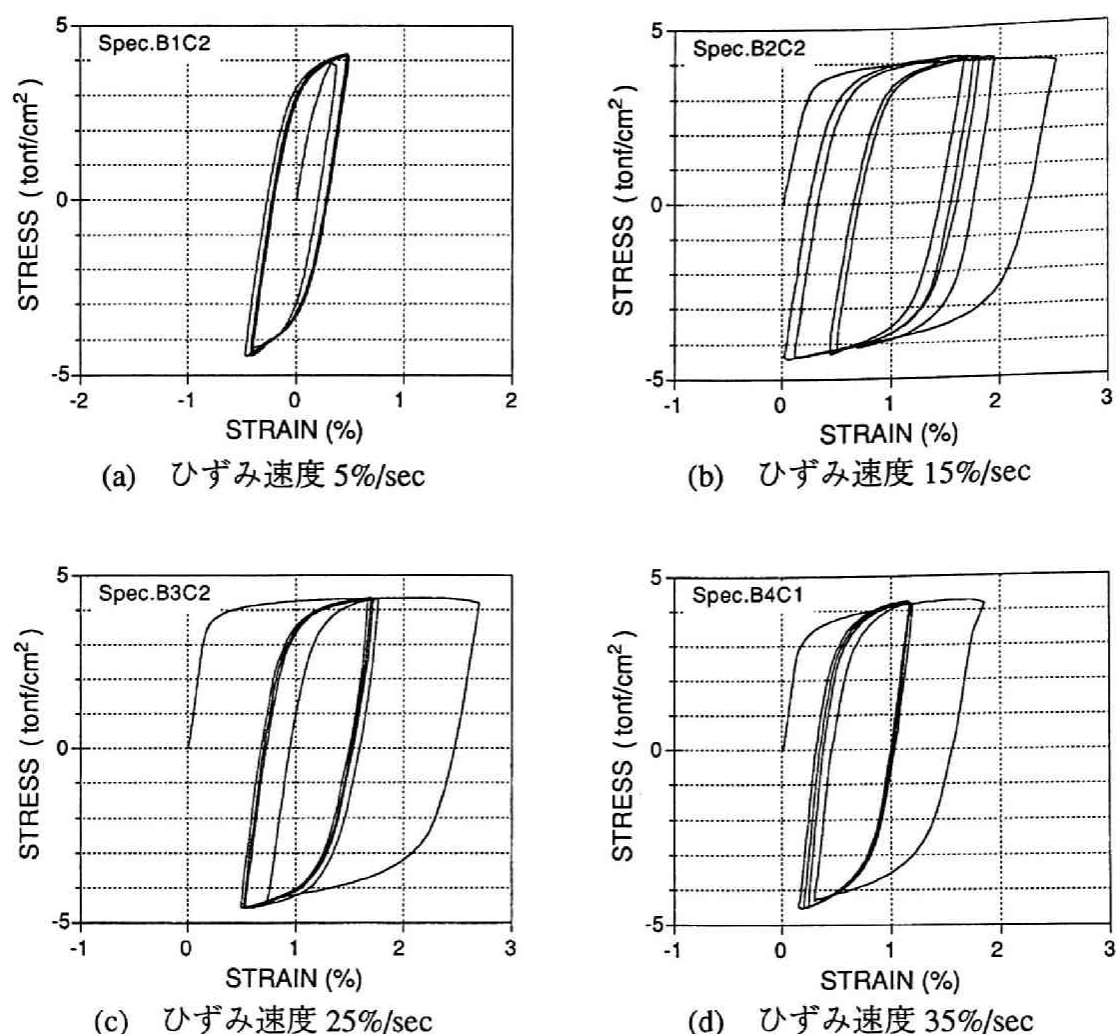 Spec.B1C2
5
0
-5
STRESS ( tonf/cm²)
-2
-1
0
1
2
STRAIN (%)
(a) ひずみ速度 5%/sec
Spec.B2C2
5
0
-5
STRESS ( tonf/cm²)
-1
0
1
2
3
STRAIN (%)
(b) ひずみ速度 15%/sec
Spec.B3C2
5
0
-5
STRESS ( tonf/cm²)
-1
0
1
2
3
STRAIN (%)
(c) ひずみ速度 25%/sec
Spec.B4C1
5
0
-5
STRESS ( tonf/cm²)
-1
0
1
2
3
STRAIN (%)
(d) ひずみ速度 35%/sec